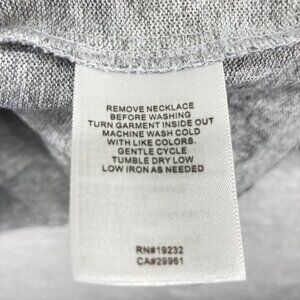 REMOVE NECKLACE
BEFORE WASHING
TURN GARMENT INSIDE OUT
MACHINE WASH COLD
WITH LIKE COLORS.
GENTLE CYCLE
TUMBLE DRY LOW
LOW IRON AS NEEDED
RN#19232
CA#29961